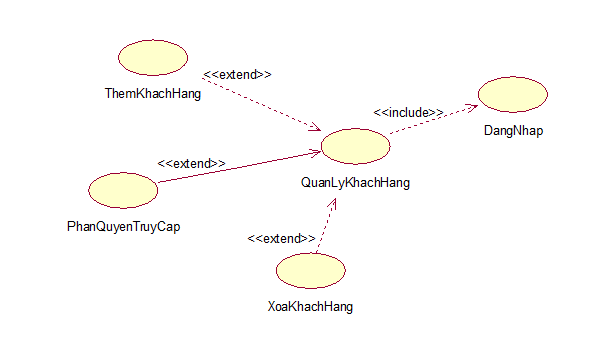 <<extend>>
ThemKhachHang
<<include>>
DangNhap
<<extend>>
QuanLyKhachHang
PhanQuyenTruyCap
<<extend>>
XoaKhachHang